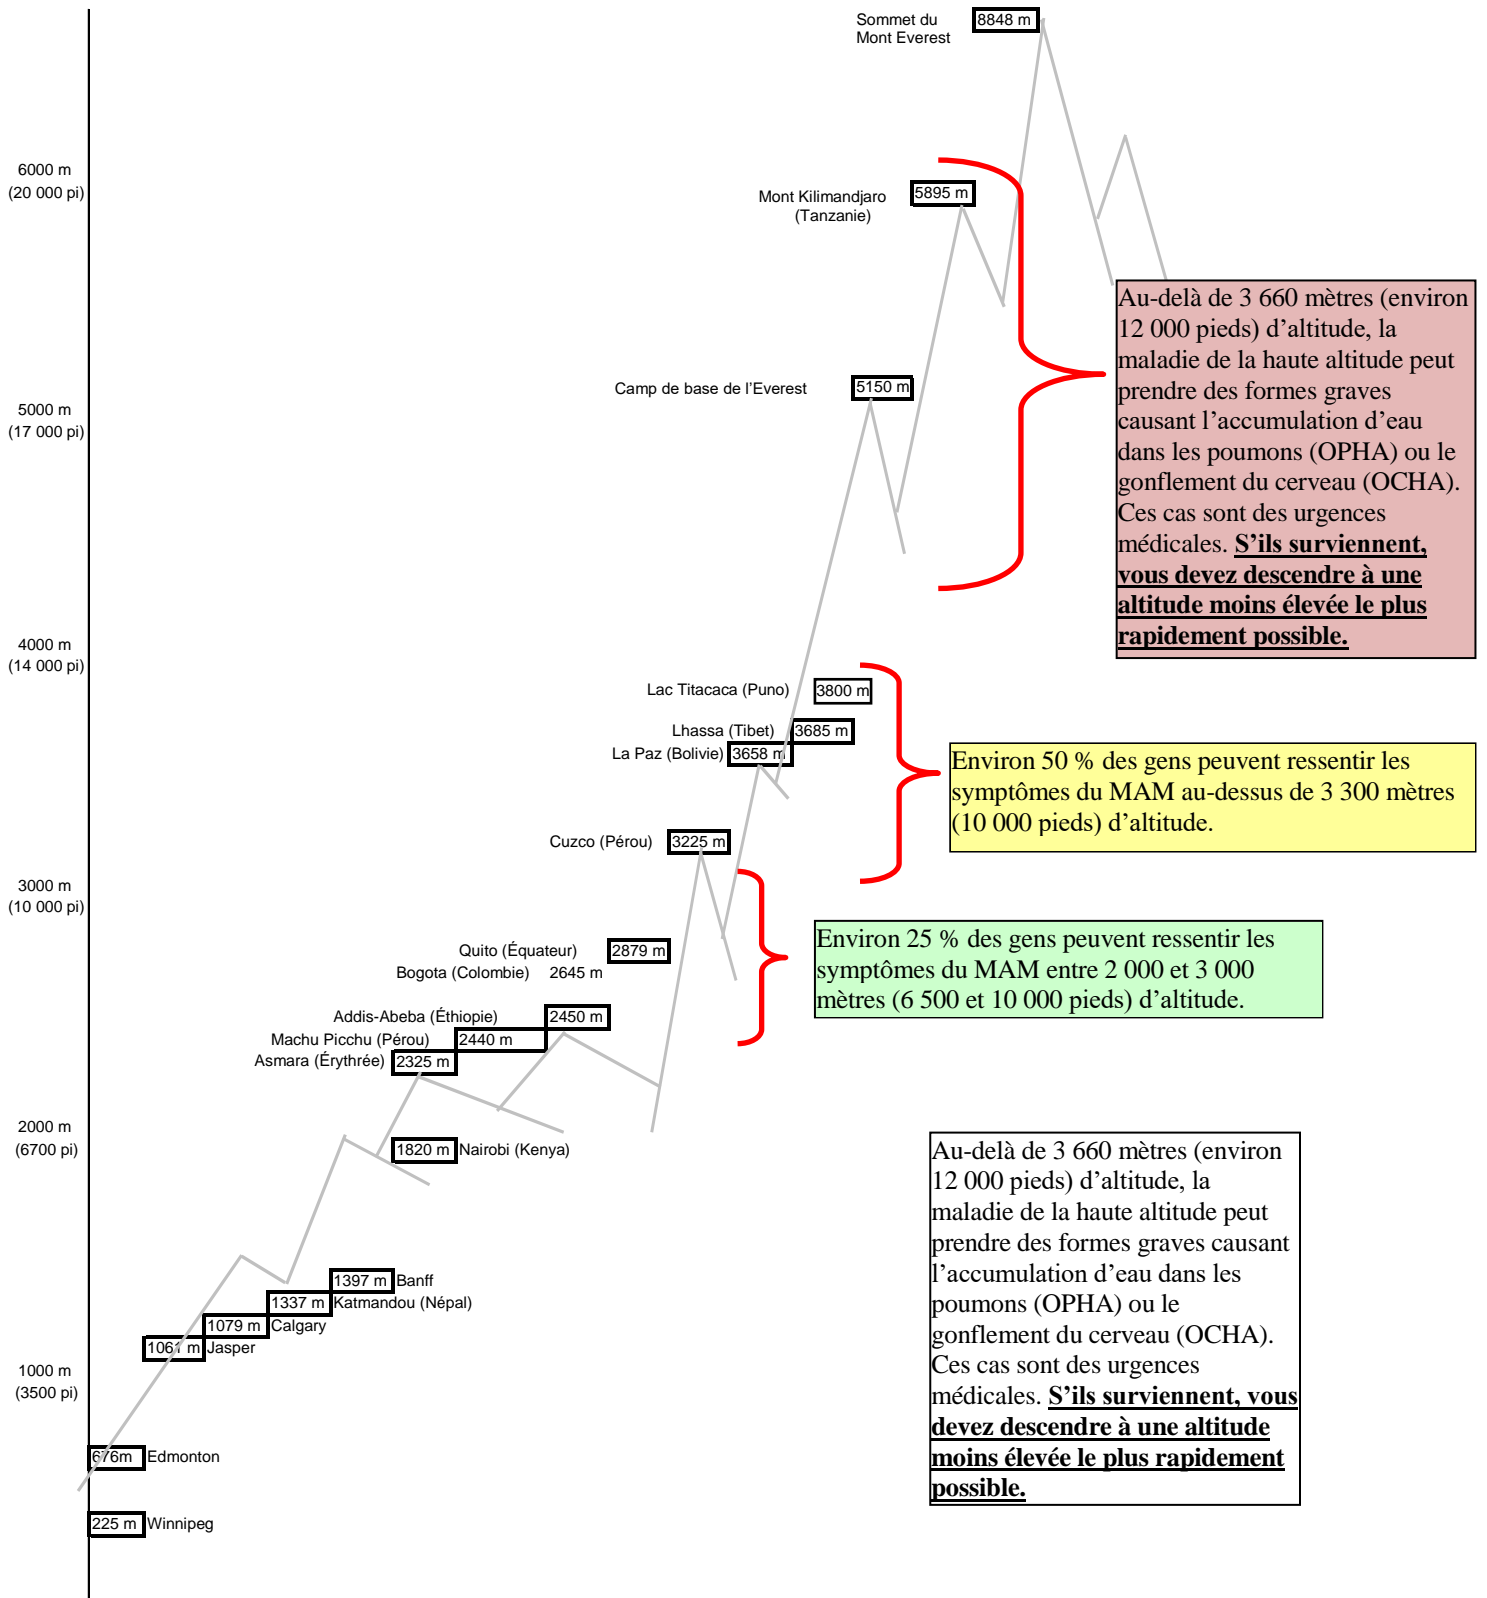 Sommet du
Mont Everest
8848 m
6000 m
(20 000 pi)
Mont Kilimandjaro
(Tanzanie)
5895 m
Au-delà de 3 660 mètres (environ
12 000 pieds) d’altitude, la
maladie de la haute altitude peut
prendre des formes graves
causant l’accumulation d’eau
dans les poumons (OPHA) ou le
gonflement du cerveau (OCHA).
Ces cas sont des urgences
médicales. S’ils surviennent,
vous devez descendre à une
altitude moins élevée le plus
rapidement possible.
Camp de base de l’Everest
5150 m
5000 m
(17 000 pi)
4000 m
(14 000 pi)
Lac Titacaca (Puno)
3800 m
Lhassa (Tibet)
3685 m
La Paz (Bolivie)
3658 m
Environ 50 % des gens peuvent ressentir les
symptômes du MAM au-dessus de 3 300 mètres
(10 000 pieds) d’altitude.
Cuzco (Pérou)
3225 m
3000 m
(10 000 pi)
Environ 25 % des gens peuvent ressentir les
symptômes du MAM entre 2 000 et 3 000
mètres (6 500 et 10 000 pieds) d’altitude.
Quito (Équateur)
2879 m
Bogota (Colombie) 2645 m
Addis-Abeba (Éthiopie)
2450 m
Machu Picchu (Pérou)
2440 m
Asmara (Érythrée)
2325 m
2000 m
(6700 pi)
1820 m
Nairobi (Kenya)
Au-delà de 3 660 mètres (environ
12 000 pieds) d’altitude, la
maladie de la haute altitude peut
prendre des formes graves causant
l’accumulation d’eau dans les
poumons (OPHA) ou le
gonflement du cerveau (OCHA).
Ces cas sont des urgences
médicales. S’ils surviennent, vous
devez descendre à une altitude
moins élevée le plus rapidement
possible.
1397 m
Banff
1337 m
Katmandou (Népal)
1079 m
Calgary
1061 m
Jasper
1000 m
(3500 pi)
676m
Edmonton
225 m
Winnipeg